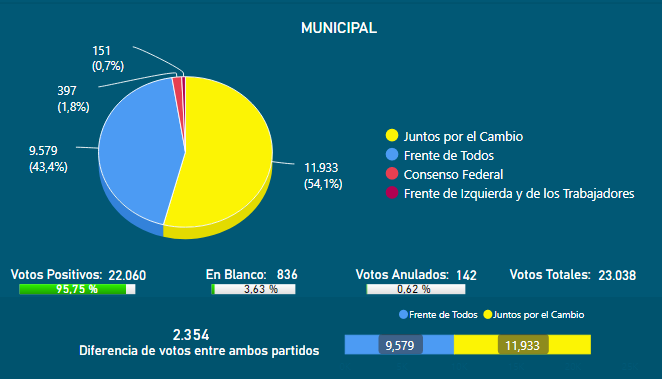 MUNICIPAL
151
(0,7%)
397
(1,8%)
9.579
(43,4%)
11.933
(54,1%)
Juntos por el Cambio
Frente de Todos
Consenso Federal
Frente de Izquierda y de los Trabajadores
Votos Positivos: 22.060
95,75 %
En Blanco: 836
3,63 %
Votos Anulados: 142
0,62 %
Votos Totales: 23.038
Frente de Todos Juntos por el Cambio
2.354
Diferencia de votos entre ambos partidos
9,579 11,933